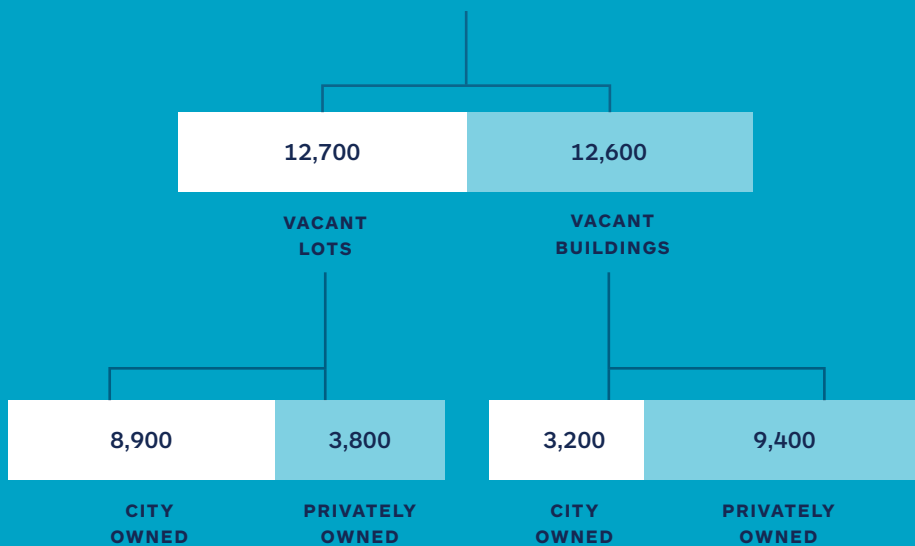 12,700
12,600
VACANT
LOTS
VACANT
BUILDINGS
8,900
3,800
3,200
9,400
CITY
OWNED
PRIVATELY
OWNED
CITY
OWNED
PRIVATELY
OWNED